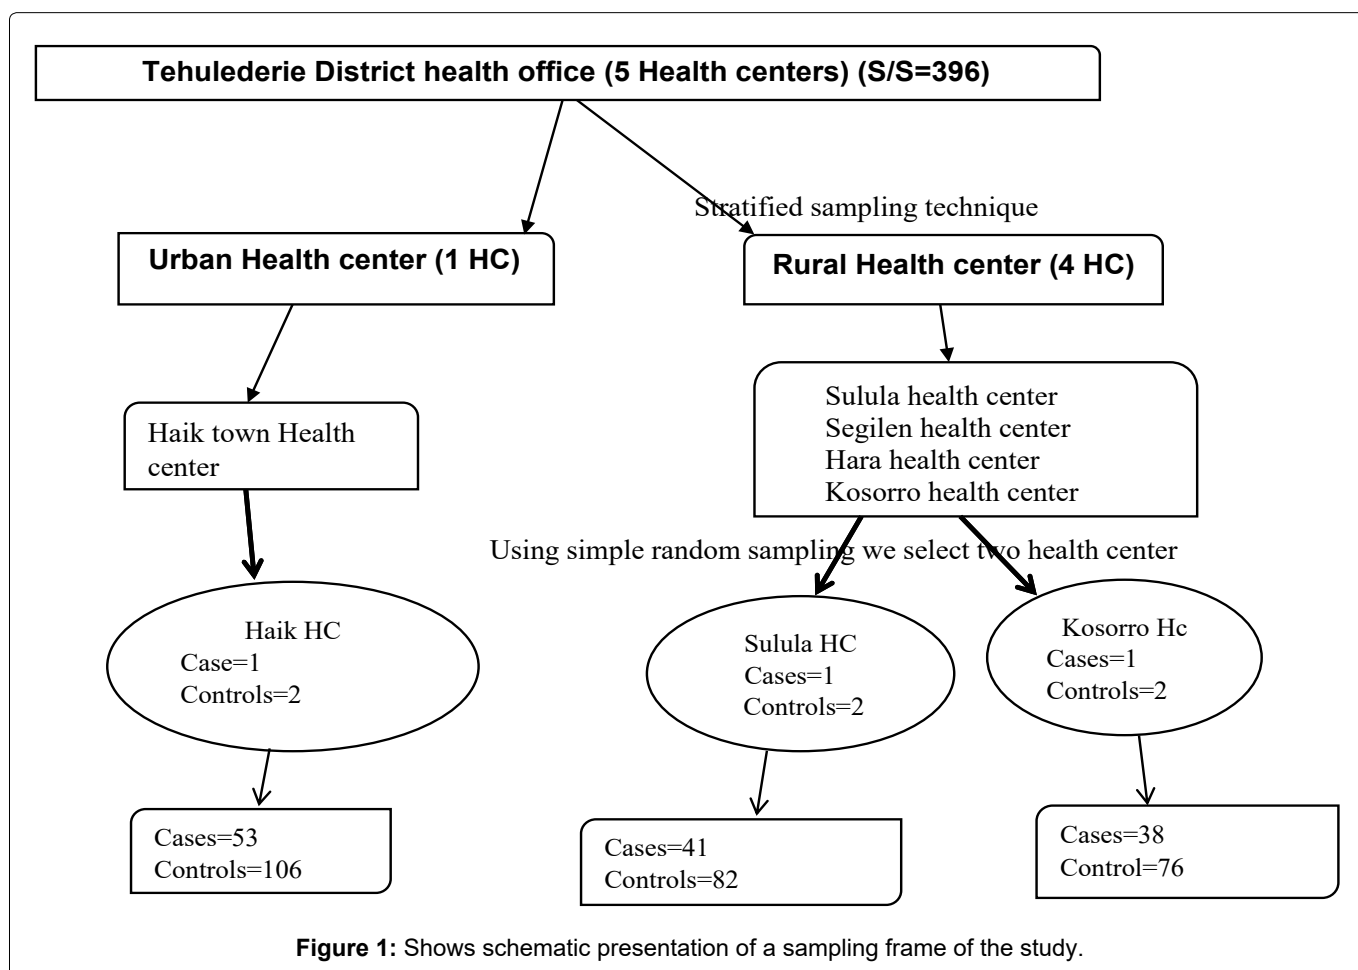 Tehulederie District health office (5 Health centers) (S/S=396)
Stratified sampling technique
Urban Health center (1 HC)
Rural Health center (4 HC)
Haik town Health
center
Sulula health center
Segilen health center
Hara health center
Kosorro health center
Using simple random sampling we select two health center
Haik HC
Case=1
Controls=2
Sulula HC
Cases=1
Controls=2
Kosorro Hc
Cases=1
Controls=2
Cases=53
Controls=106
Cases=41
Controls=82
Cases=38
Control=76
Figure 1: Shows schematic presentation of a sampling frame of the study.